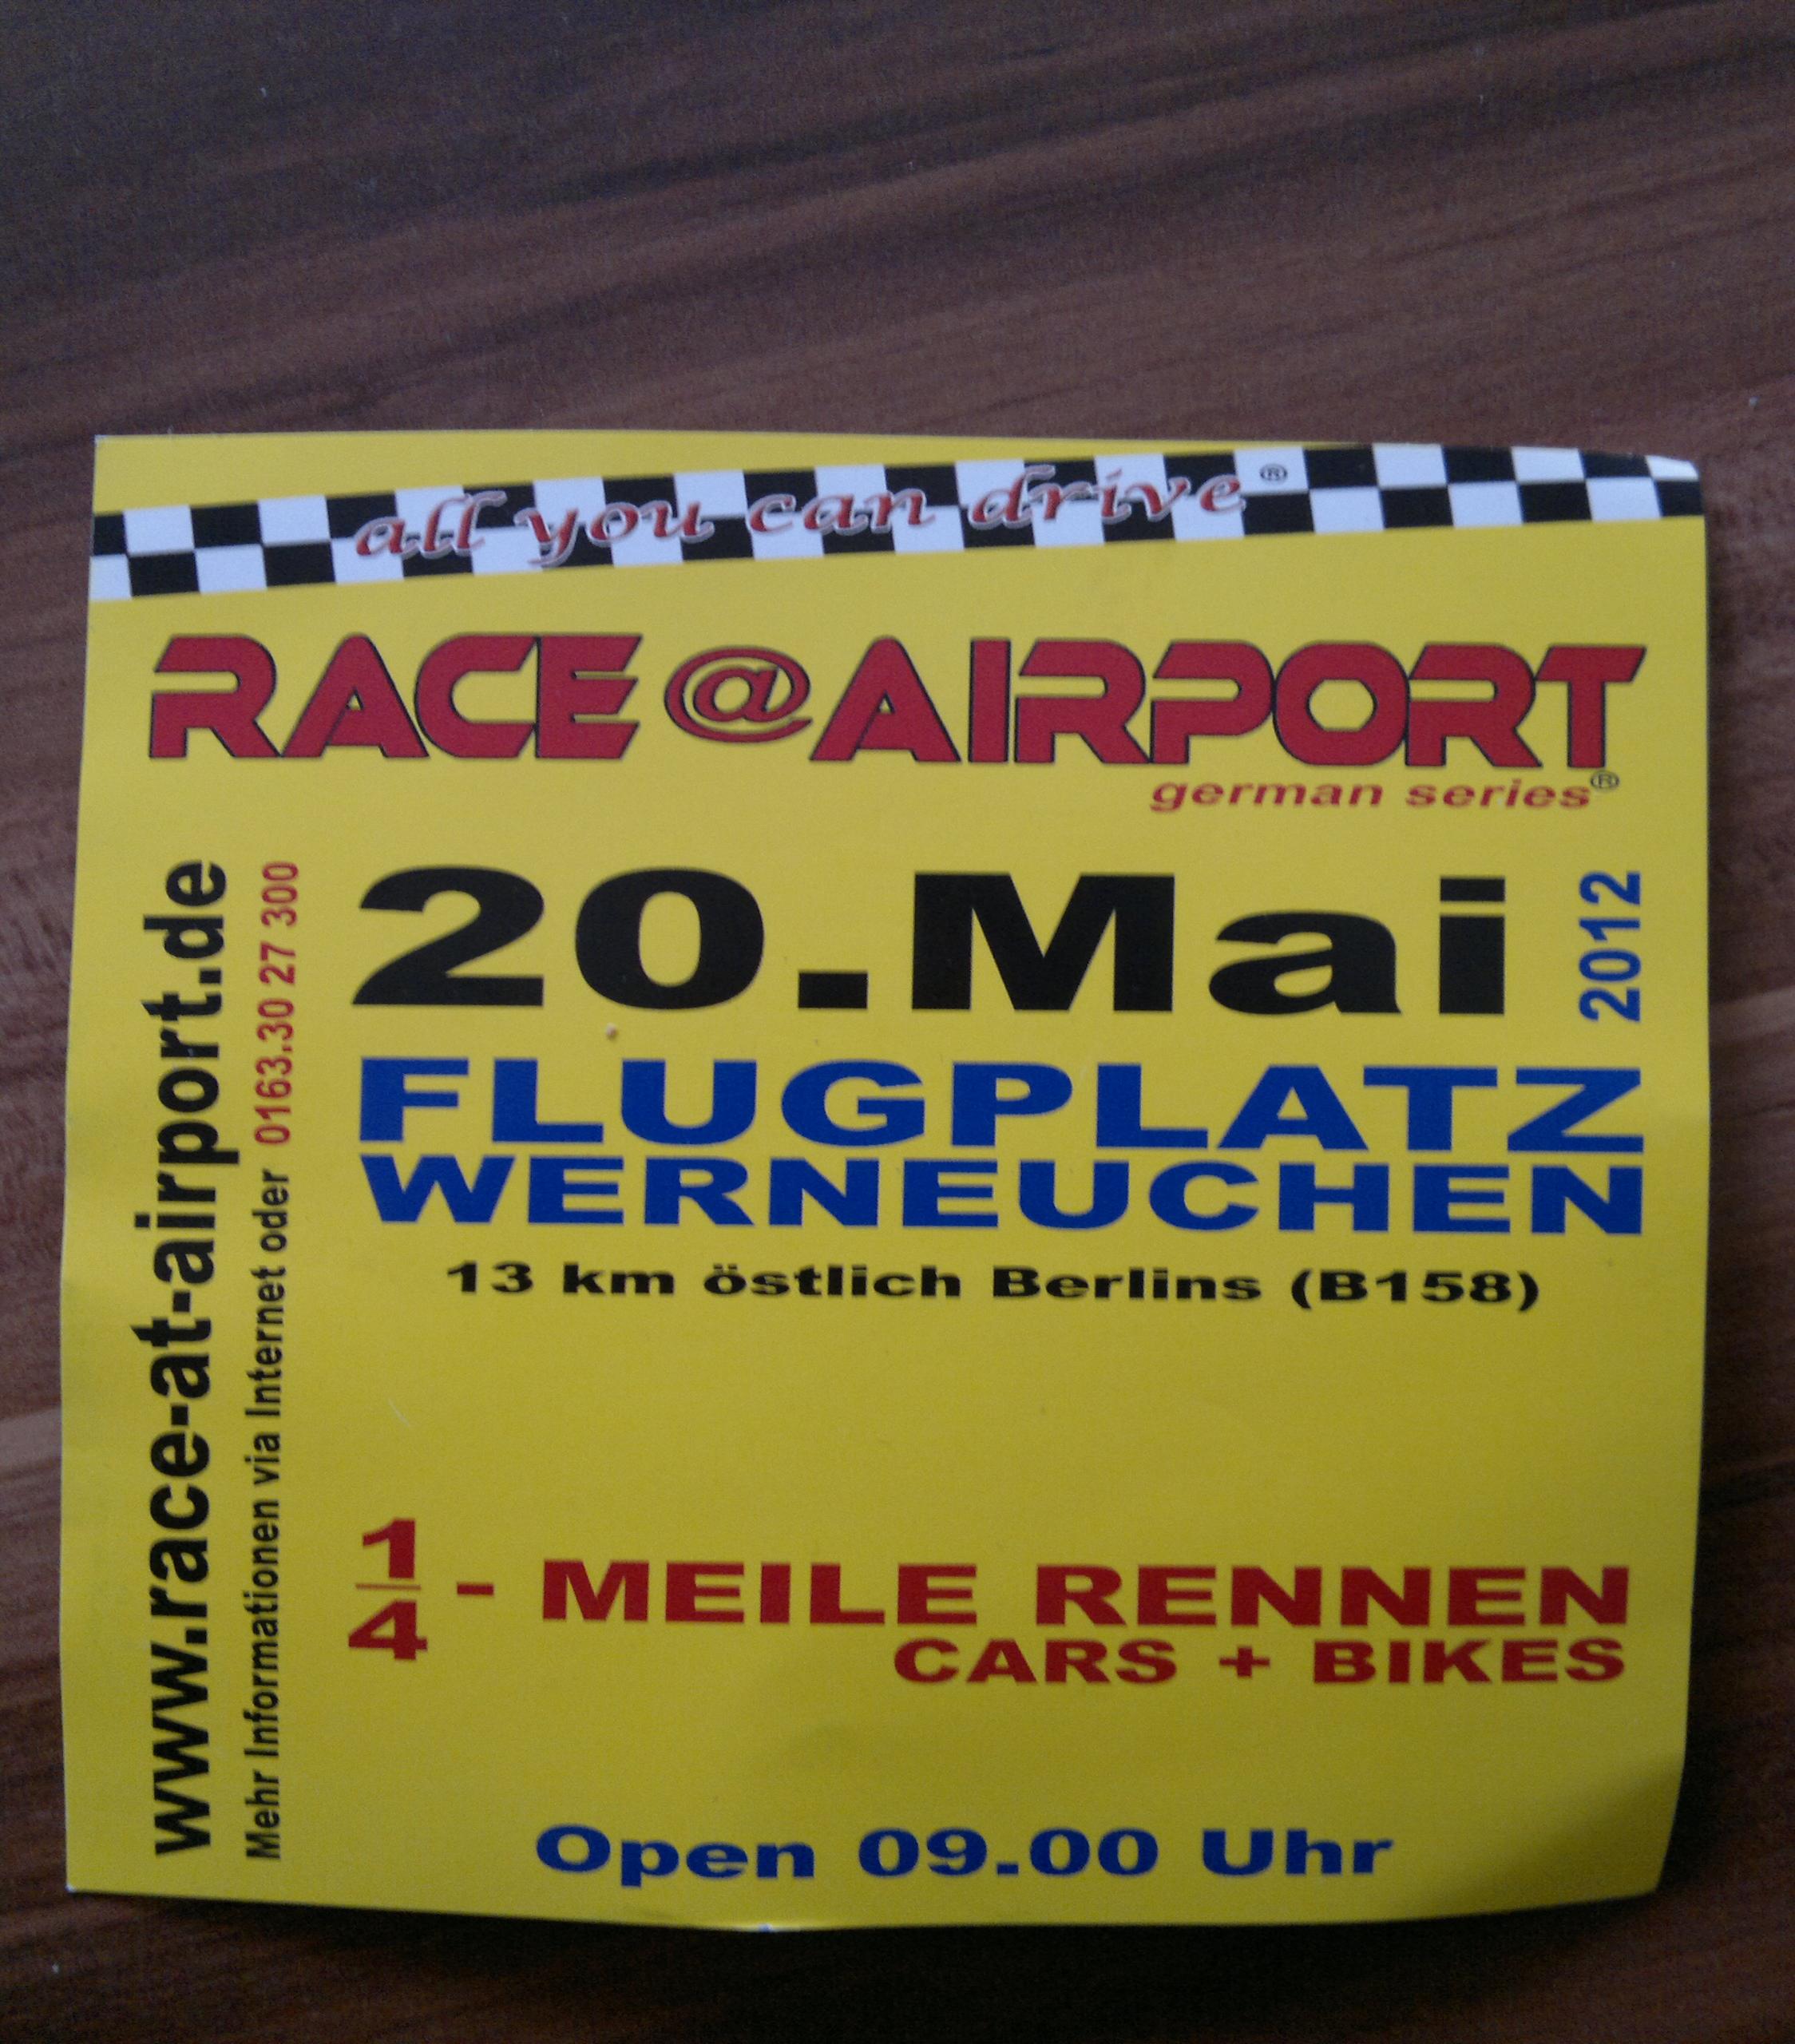 all you can drive®
RACE@AIRPORT
german series®
www.race-at-airport.de
Mehr Informationen via Internet oder 0163.30 27 300
20.Mai
2012
FLUGPLATZ
WERNEUCHEN
13 km östlich Berlins (B158)
1/4 - MEILE RENNEN
CARS + BIKES
Open 09.00 Uhr